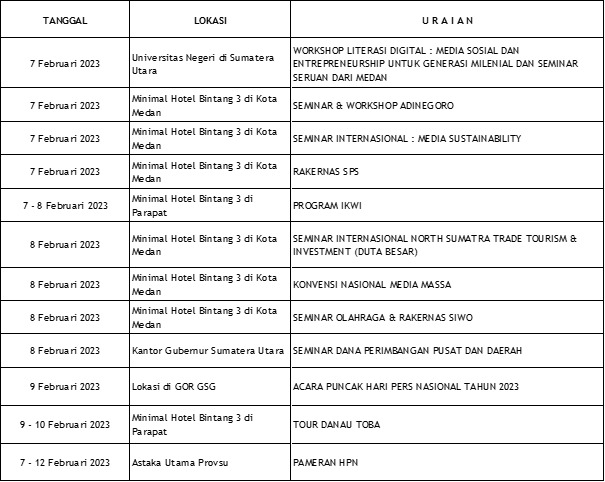 TANGGAL LOKASI U R A I A N
7 Februari 2023
Universitas Negeri di Sumatera
Utara
WORKSHOP LITERASI DIGITAL : MEDIA SOSIAL DAN
ENTREPRENEURSHIP UNTUK GENERASI MILENIAL DAN SEMINAR
SERUAN DARI MEDAN
7 Februari 2023
Minimal Hotel Bintang 3 di Kota
Medan
SEMINAR & WORKSHOP ADINEGORO
7 Februari 2023
Minimal Hotel Bintang 3 di Kota
Medan
SEMINAR INTERNASIONAL : MEDIA SUSTAINABILITY
7 Februari 2023
Minimal Hotel Bintang 3 di Kota
Medan
RAKERNAS SPS
7 - 8 Februari 2023
Minimal Hotel Bintang 3 di
Parapat
PROGRAM IKWI
8 Februari 2023
Minimal Hotel Bintang 3 di Kota
Medan
SEMINAR INTERNASIONAL NORTH SUMATRA TRADE TOURISM &
INVESTMENT (DUTA BESAR)
8 Februari 2023
Minimal Hotel Bintang 3 di Kota
Medan
KONVENSI NASIONAL MEDIA MASSA
8 Februari 2023
Minimal Hotel Bintang 3 di Kota
Medan
SEMINAR OLAHRAGA & RAKERNAS SIWO
8 Februari 2023
Kantor Gubernur Sumatera Utara
SEMINAR DANA PERIMBANGAN PUSAT DAN DAERAH
9 Februari 2023
Lokasi di GOR GSG
ACARA PUNCAK HARI PERS NASIONAL TAHUN 2023
9 - 10 Februari 2023
Minimal Hotel Bintang 3 di
Parapat
TOUR DANAU TOBA
7 - 12 Februari 2023
Astaka Utama Provsu
PAMERAN HPN